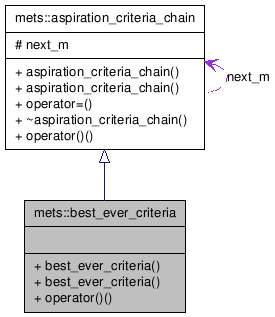 mets::aspiration_criteria_chain
# next_m
+ aspiration_criteria_chain()
+ aspiration_criteria_chain()
+ operator=()
+ ~aspiration_criteria_chain()
+ operator()()
next_m
mets::best_ever_criteria
+ best_ever_criteria()
+ best_ever_criteria()
+ operator()()